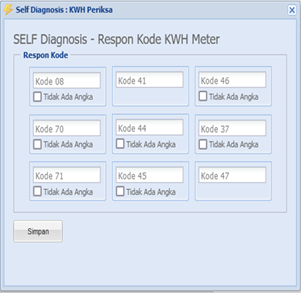 Self Diagnosis : KWH Periksa
SELF Diagnosis - Respon Kode KWH Meter
Respon Kode
Kode 08 Kode 41 Kode 46
Tidak Ada Angka Tidak Ada Angka
Kode 70 Kode 44 Kode 37
Tidak Ada Angka Tidak Ada Angka Tidak Ada Angka
Kode 71 Kode 45 Kode 47
Tidak Ada Angka Tidak Ada Angka
Simpan